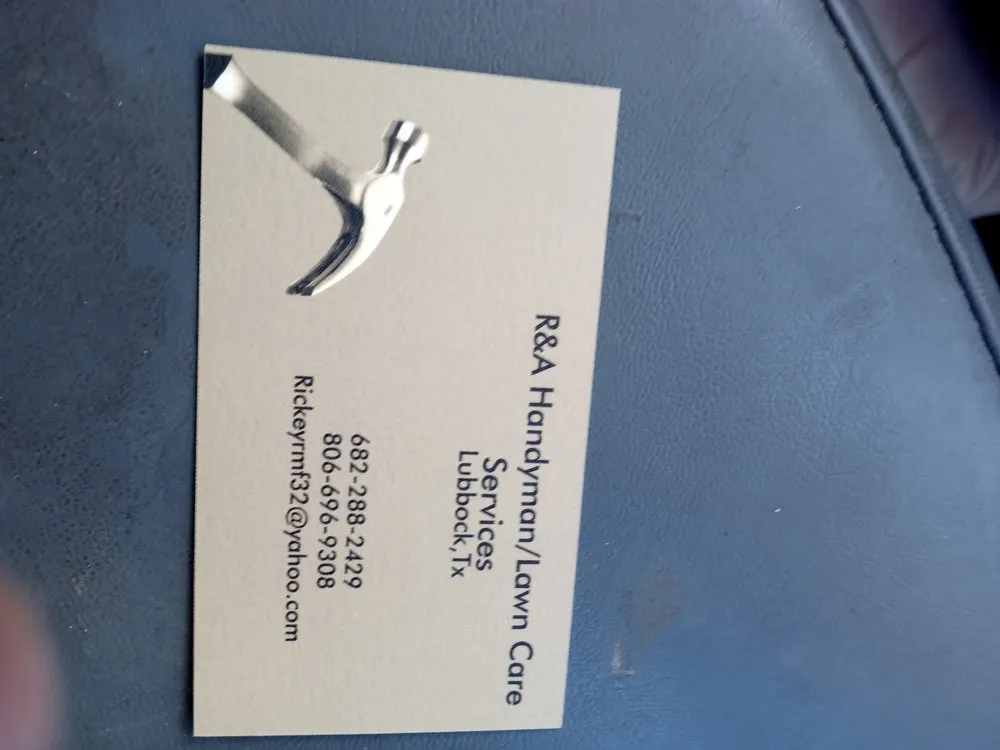 R&A Handyman/Lawn Care
Services
Lubbock,Tx
682-288-2429
806-696-9308
Rickeyrmf32@yahoo.com